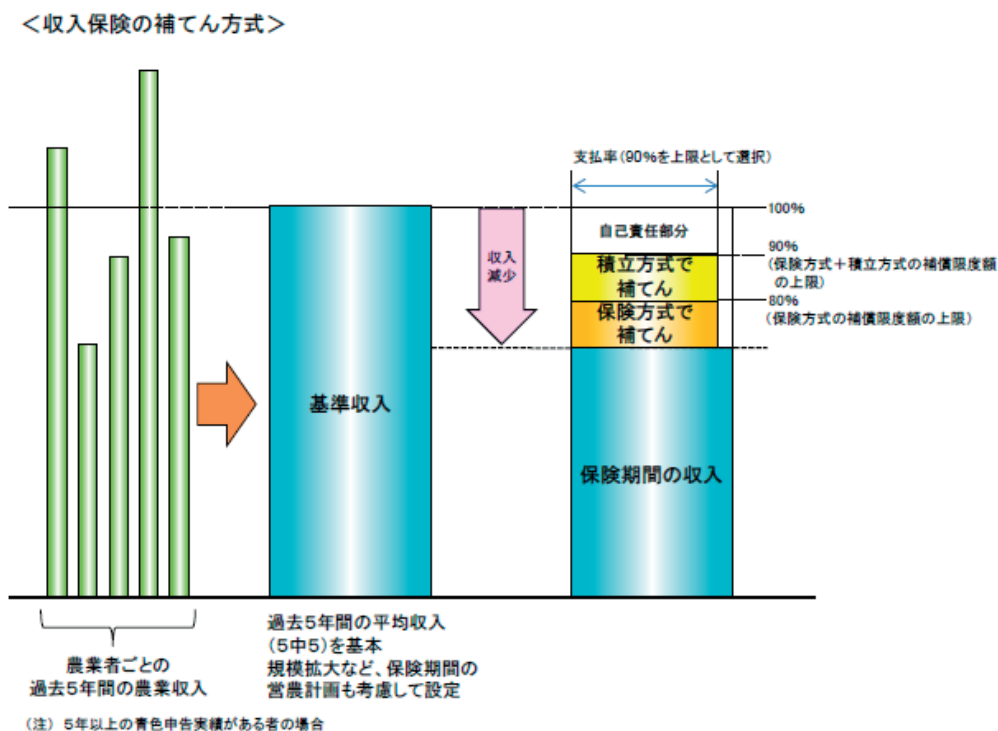 ＜収入保険の補てん方式＞
支払率(90%を上限として選択)
100%
自己責任部分
90%
(保険方式＋積立方式の補償限度額
の上限)
積立方式で
補てん
80%
(保険方式の補償限度額の上限)
保険方式で
補てん
収入
減少
基準収入
保険期間の収入
農業者ごとの
過去5年間の農業収入
過去5年間の平均収入
(5中5)を基本
規模拡大など、保険期間の
営農計画も考慮して設定
(注) 5年以上の青色申告実績がある者の場合